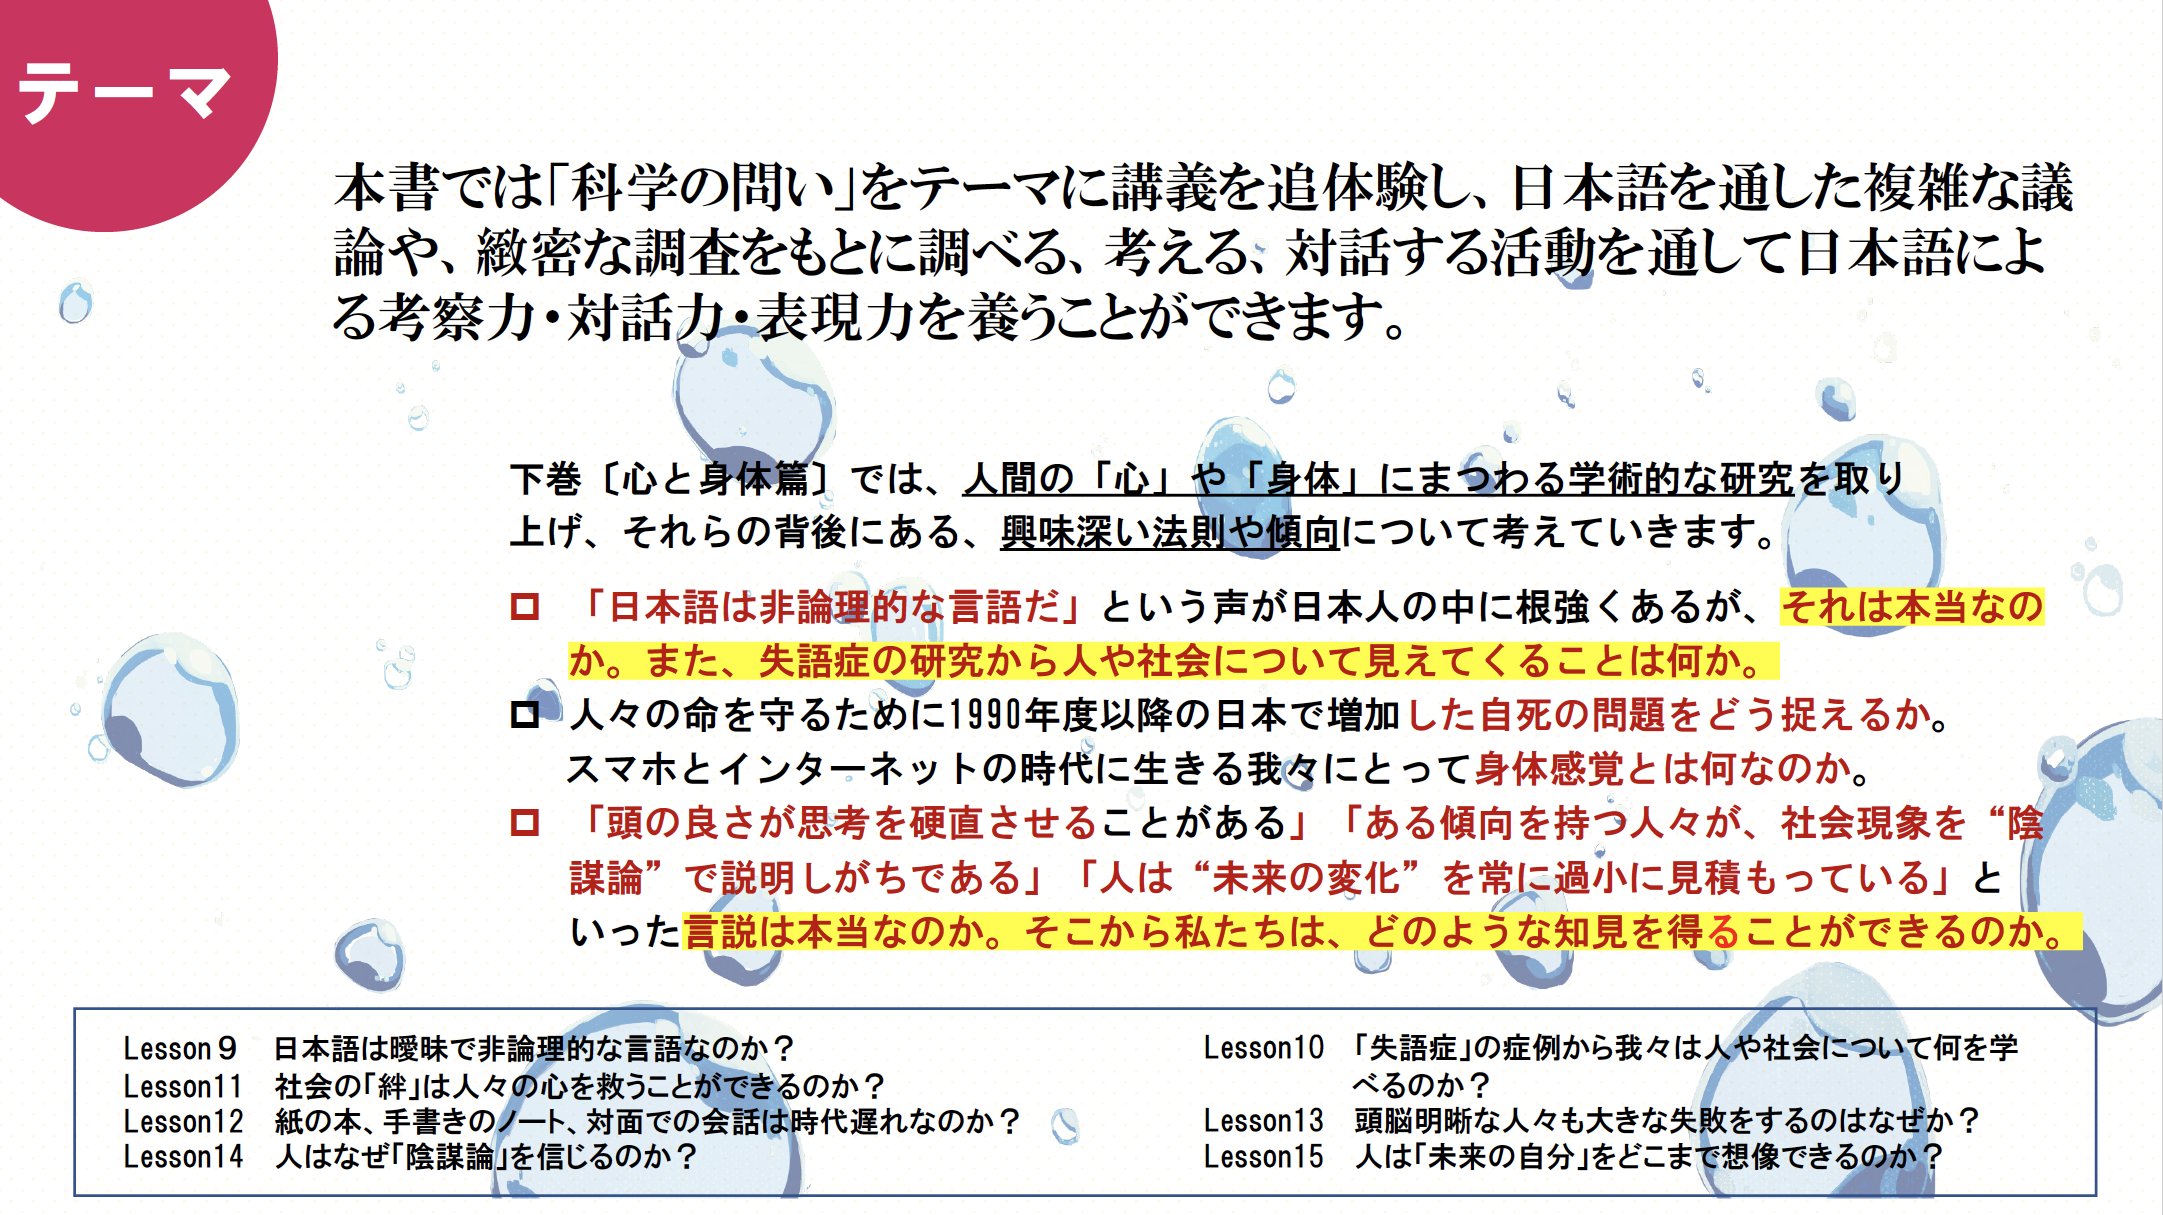 テーマ
本書では「科学の問い」をテーマに講義を追体験し、日本語を通した複雑な議
論や、緻密な調査をもとに調べる、考える、対話する活動を通して日本語によ
る考察力・対話力・表現力を養うことができます。
下巻〔心と身体篇〕では、人間の「心」や「身体」にまつわる学術的な研究を取り
上げ、それらの背後にある、興味深い法則や傾向について考えていきます。
「日本語は非論理的な言語だ」という声が日本人の中に根強くあるが、それは本当なの
か。また、失語症の研究から人や社会について見えてくることは何か。
人々の命を守るために1990年度以降の日本で増加した自死の問題をどう捉えるか。
スマホとインターネットの時代に生きる我々にとって身体感覚とは何なのか。
「頭の良さが思考を硬直させることがある」「ある傾向を持つ人々が、社会現象を“陰
謀論”で説明しがちである」「人は“未来の変化”を常に過小に見積もっている」と
いった言説は本当なのか。そこから私たちは、どのような知見を得ることができるのか。
Lesson９ 日本語は曖昧で非論理的な言語なのか？
Lesson11 社会の「絆」は人々の心を救うことができるのか？
Lesson12 紙の本、手書きのノート、対面での会話は時代遅れなのか？
Lesson14 人はなぜ「陰謀論」を信じるのか？
Lesson10 「失語症」の症例から我々は人や社会について何を学
べるのか？
Lesson13 頭脳明晰な人々も大きな失敗をするのはなぜか？
Lesson15 人は「未来の自分」をどこまで想像できるのか？